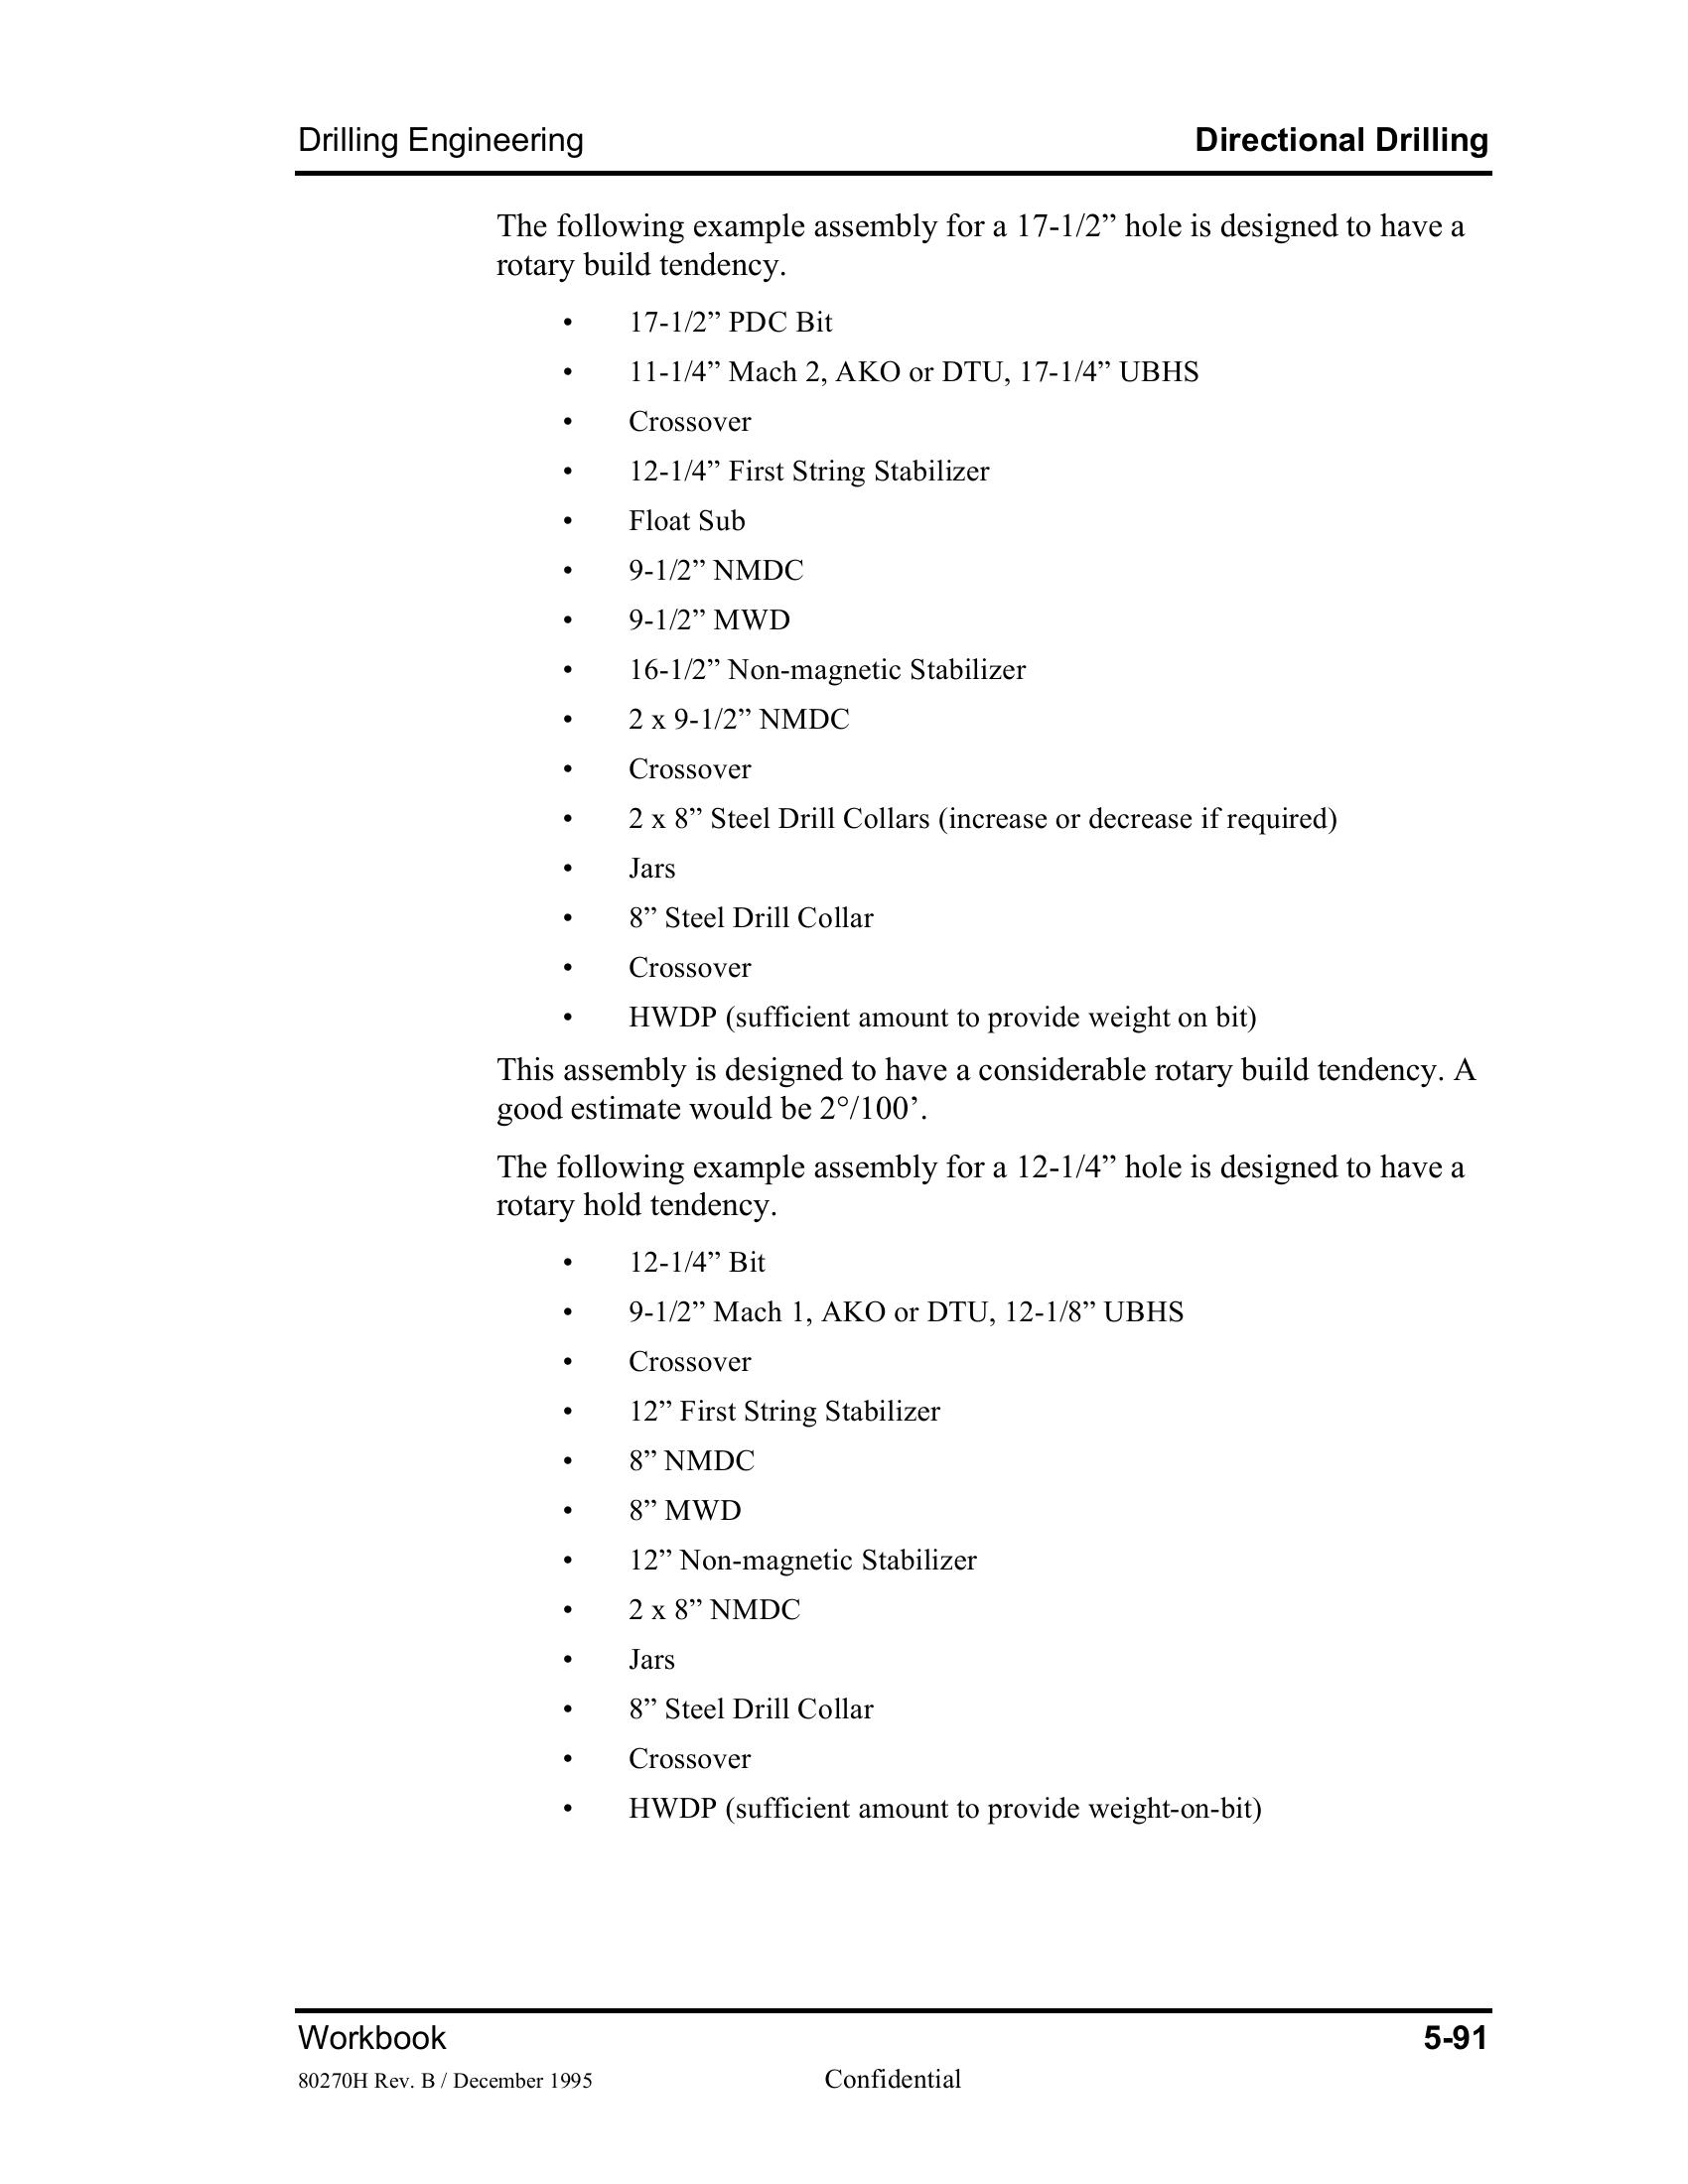 Drilling Engineering Directional Drilling
The following example assembly for a 17-1/2” hole is designed to have a
rotary build tendency.
• 17-1/2” PDC Bit
• 11-1/4” Mach 2, AKO or DTU, 17-1/4” UBHS
• Crossover
• 12-1/4” First String Stabilizer
• Float Sub
• 9-1/2” NMDC
• 9-1/2” MWD
• 16-1/2” Non-magnetic Stabilizer
• 2 x 9-1/2” NMDC
• Crossover
• 2 x 8” Steel Drill Collars (increase or decrease if required)
• Jars
• 8” Steel Drill Collar
• Crossover
• HWDP (sufficient amount to provide weight on bit)
This assembly is designed to have a considerable rotary build tendency. A
good estimate would be 2°/100’.
The following example assembly for a 12-1/4” hole is designed to have a
rotary hold tendency.
• 12-1/4” Bit
• 9-1/2” Mach 1, AKO or DTU, 12-1/8” UBHS
• Crossover
• 12” First String Stabilizer
• 8” NMDC
• 8” MWD
• 12” Non-magnetic Stabilizer
• 2 x 8” NMDC
• Jars
• 8” Steel Drill Collar
• Crossover
• HWDP (sufficient amount to provide weight-on-bit)
Workbook 5-91
80270H Rev. B / December 1995 Confidential